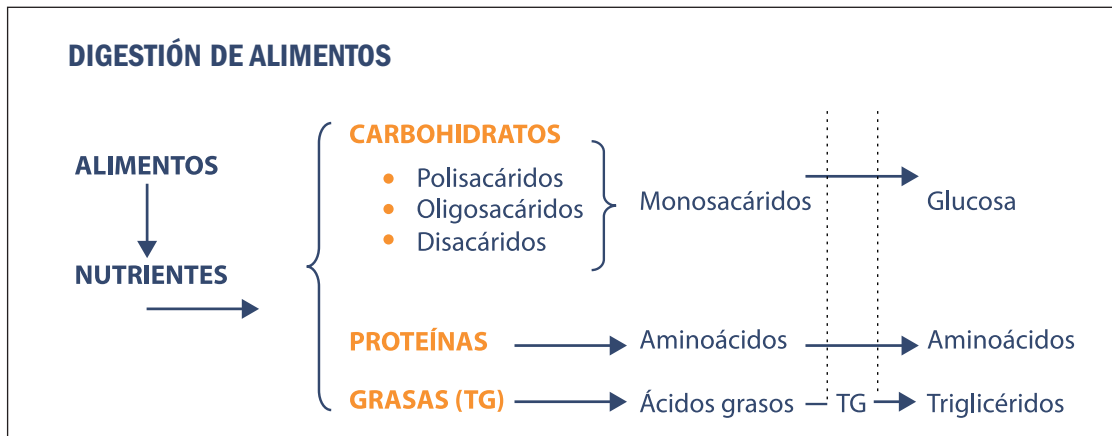 DIGESTIÓN DE ALIMENTOS
ALIMENTOS
NUTRIENTES
CARBOHIDRATOS
• Polisacáridos
• Oligosacáridos
• Disacáridos
Monosacáridos
Glucosa
PROTEÍNAS
Aminoácidos
Aminoácidos
GRASAS (TG)
Ácidos grasos
TG
Triglicéridos